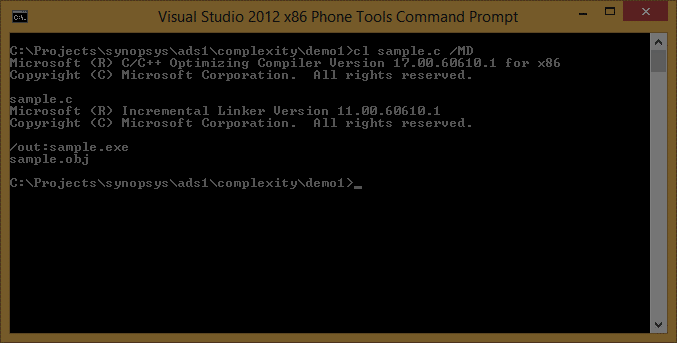 Visual Studio 2012 x86 Phone Tools Command Prompt
C:\Projects\synopsys\ads1\complexity\demo1>cl sample.c /MD
Microsoft (R) C/C++ Optimizing Compiler Version 17.00.60610.1 for x86
Copyright (C) Microsoft Corporation.  All rights reserved.
sample.c
Microsoft (R) Incremental Linker Version 11.00.60610.1
Copyright (C) Microsoft Corporation.  All rights reserved.
/out:sample.exe
sample.obj
C:\Projects\synopsys\ads1\complexity\demo1>